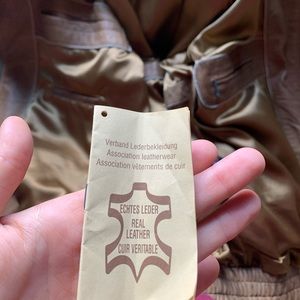 Verband Lederbekleidung
Association leatherwear
Association vêtements de cuir
ECHTES LEDER
REAL
LEATHER
CUIR VERITABLE